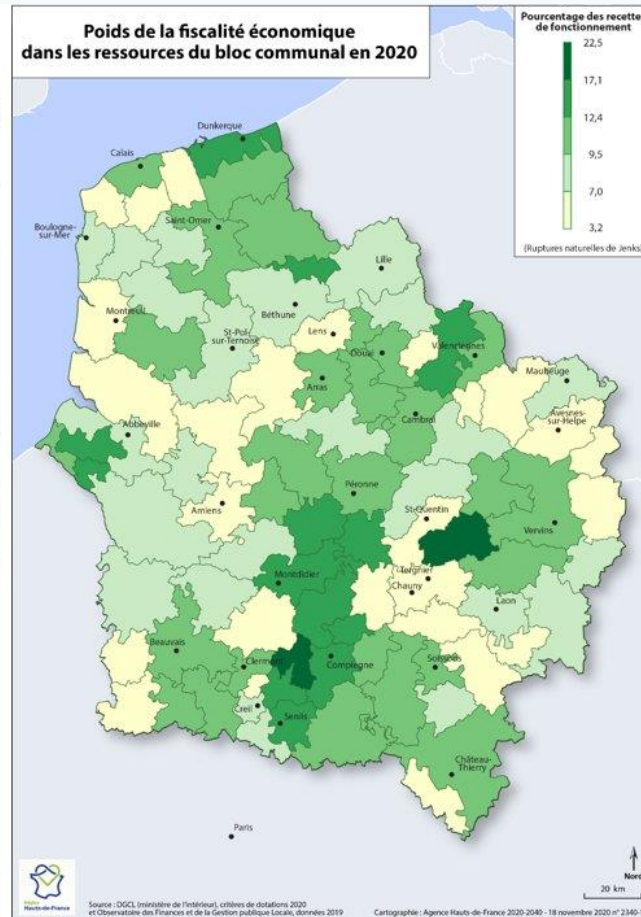 Poids de la fiscalité économique
dans les ressources du bloc communal en 2020
Pourcentage des recettes
de fonctionnement
22,5
17,1
12,4
9,5
7,0
3,2
(Ruptures naturelles de Jenks)
Dunkerque
Calais
Saint-Omer
Boulogne-
sur-Mer
Lille
Béthune
Montreuil
Lens
St-Pol-
sur-Ternoise
Douai
Valenciennes
Arras
Maubeuge
Cambrai
Avesnes-
sur-Helpe
Abbeville
Péronne
Amiens
St-Quentin
Vervins
Montdidier
Tergnier
Chauny
Laon
Beauvais
Clermont
Compiègne
Soissons
Creil
Senlis
Château-
Thierry
Paris
Nord
20 km
Région
Hauts-de-France
Source : DGCL (ministère de l'intérieur), critères de dotations 2020
et Observatoire des Finances et de la Gestion publique Locale, données 2019
Cartographie : Agence Hauts-de-France 2020-2040 - 18 novembre 2020 n° 2340-